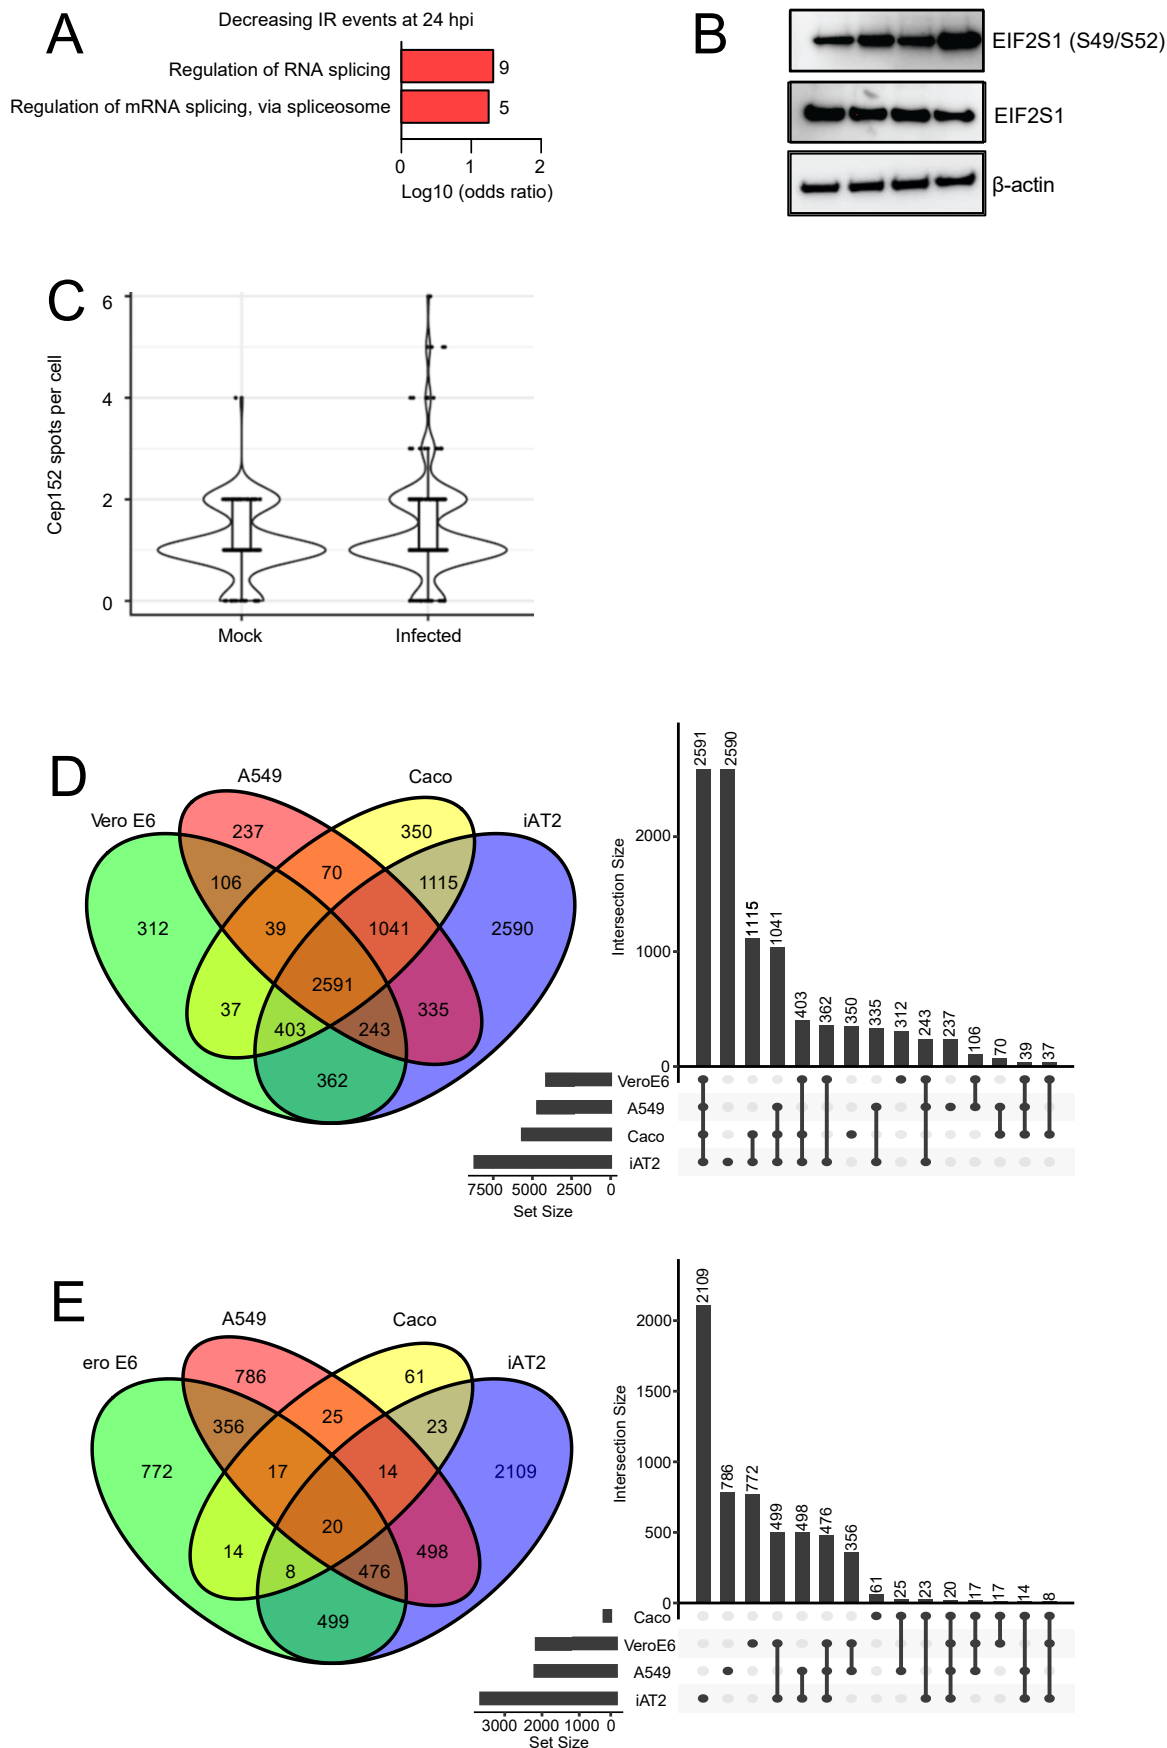 A
Decreasing IR events at 24 hpi
Regulation of RNA splicing
9
Regulation of mRNA splicing, via spliceosome
5
0 1 2
Log10 (odds ratio)
B
EIF2S1 (S49/S52)
EIF2S1
β-actin
C
Cep152 spots per cell
6
4
2
0
Mock Infected
D
Vero E6
A549
Caco
iAT2
237
350
106
70
1115
312
39
1041
2590
2591
37
403
243
335
362
Intersection Size
2000
1000
0
2591 2590 1115 1041 403 362 350 335 312 243 237 106 70 39 37
VeroE6
A549
Caco
iAT2
7500 5000 2500 0
Set Size
E
ero E6
A549
Caco
iAT2
786
61
356
25
23
772
17
14
2109
20
14
8
476
498
499
Intersection Size
2000
1500
1000
500
0
2109 786 772 499 498 476 356 61 25 23 20 17 17 14 8
Caco
VeroE6
A549
iAT2
3000 2000 1000 0
Set Size